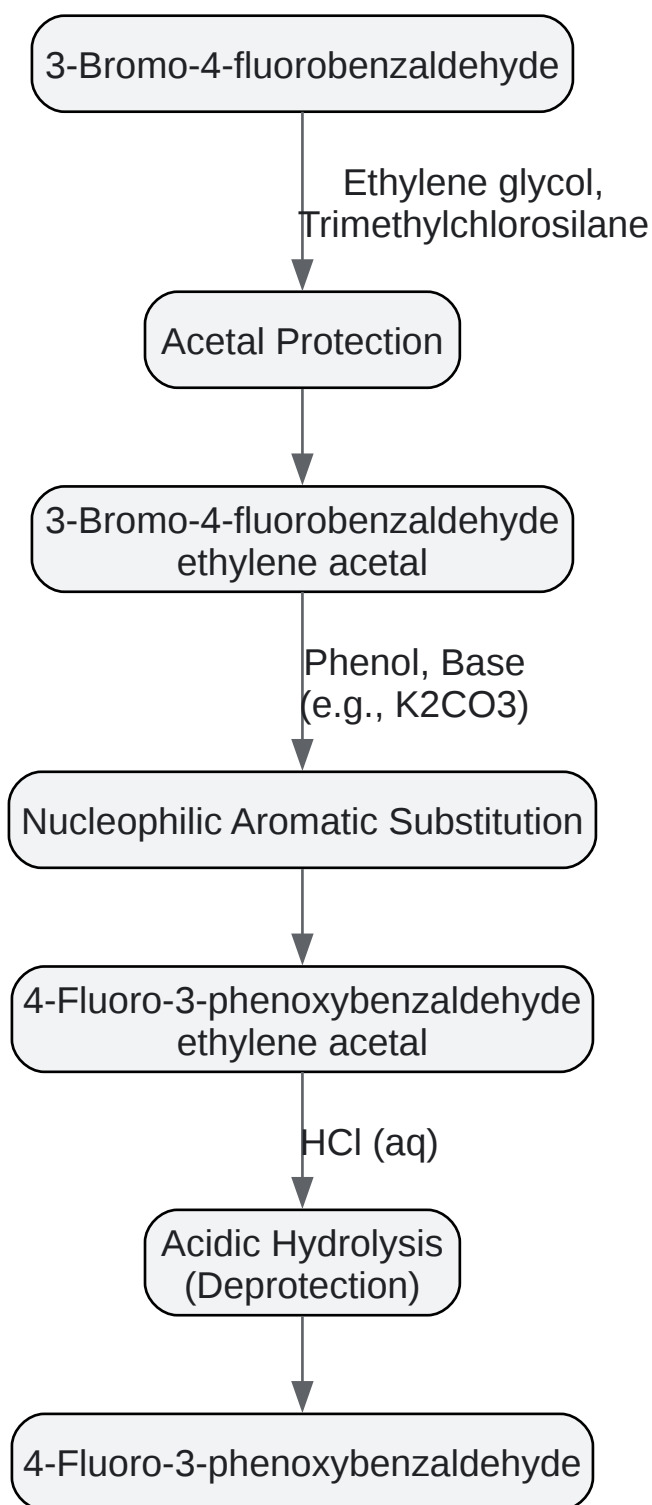 3-Bromo-4-fluorobenzaldehyde
Ethylene glycol,
Trimethylchlorosilane
Acetal Protection
3-Bromo-4-fluorobenzaldehyde
ethylene acetal
Phenol, Base
(e.g., K2CO3)
Nucleophilic Aromatic Substitution
4-Fluoro-3-phenoxybenzaldehyde
ethylene acetal
HCl (aq)
Acidic Hydrolysis
(Deprotection)
4-Fluoro-3-phenoxybenzaldehyde